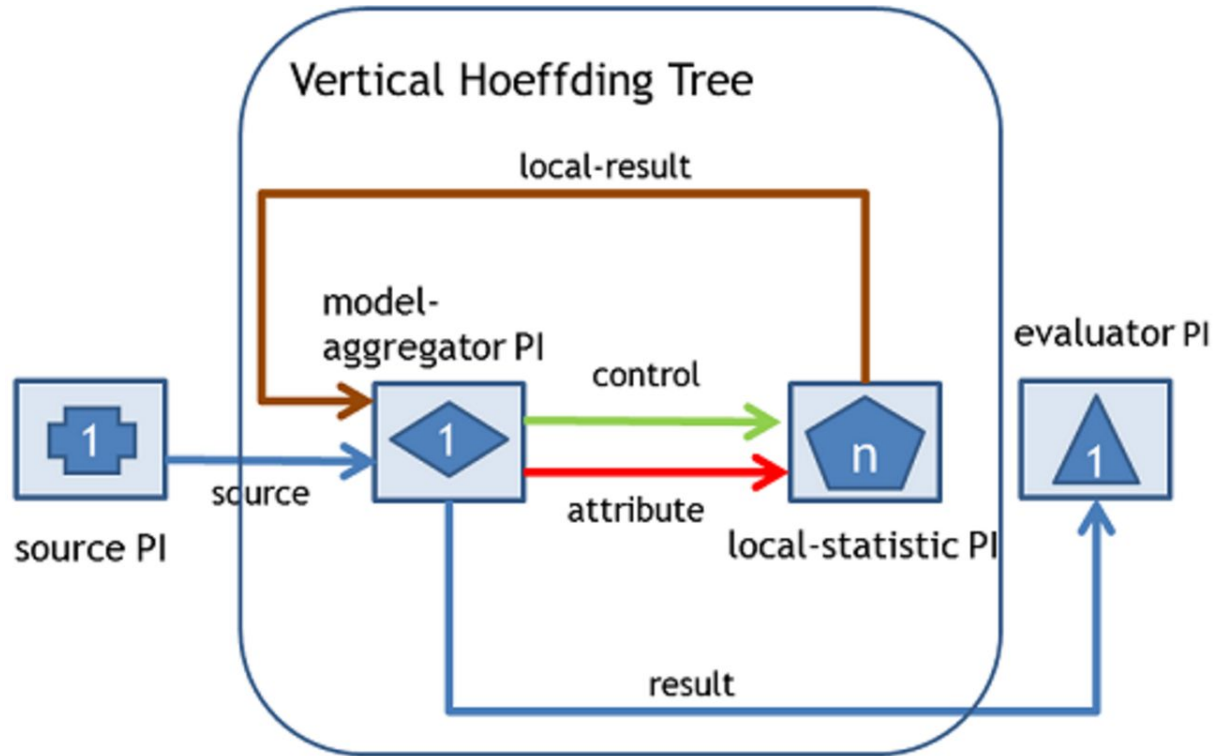 Vertical Hoeffding Tree
local-result
model-
aggregator PI
control
evaluator PI
1
1
n
1
source
attribute
source PI
local-statistic PI
result